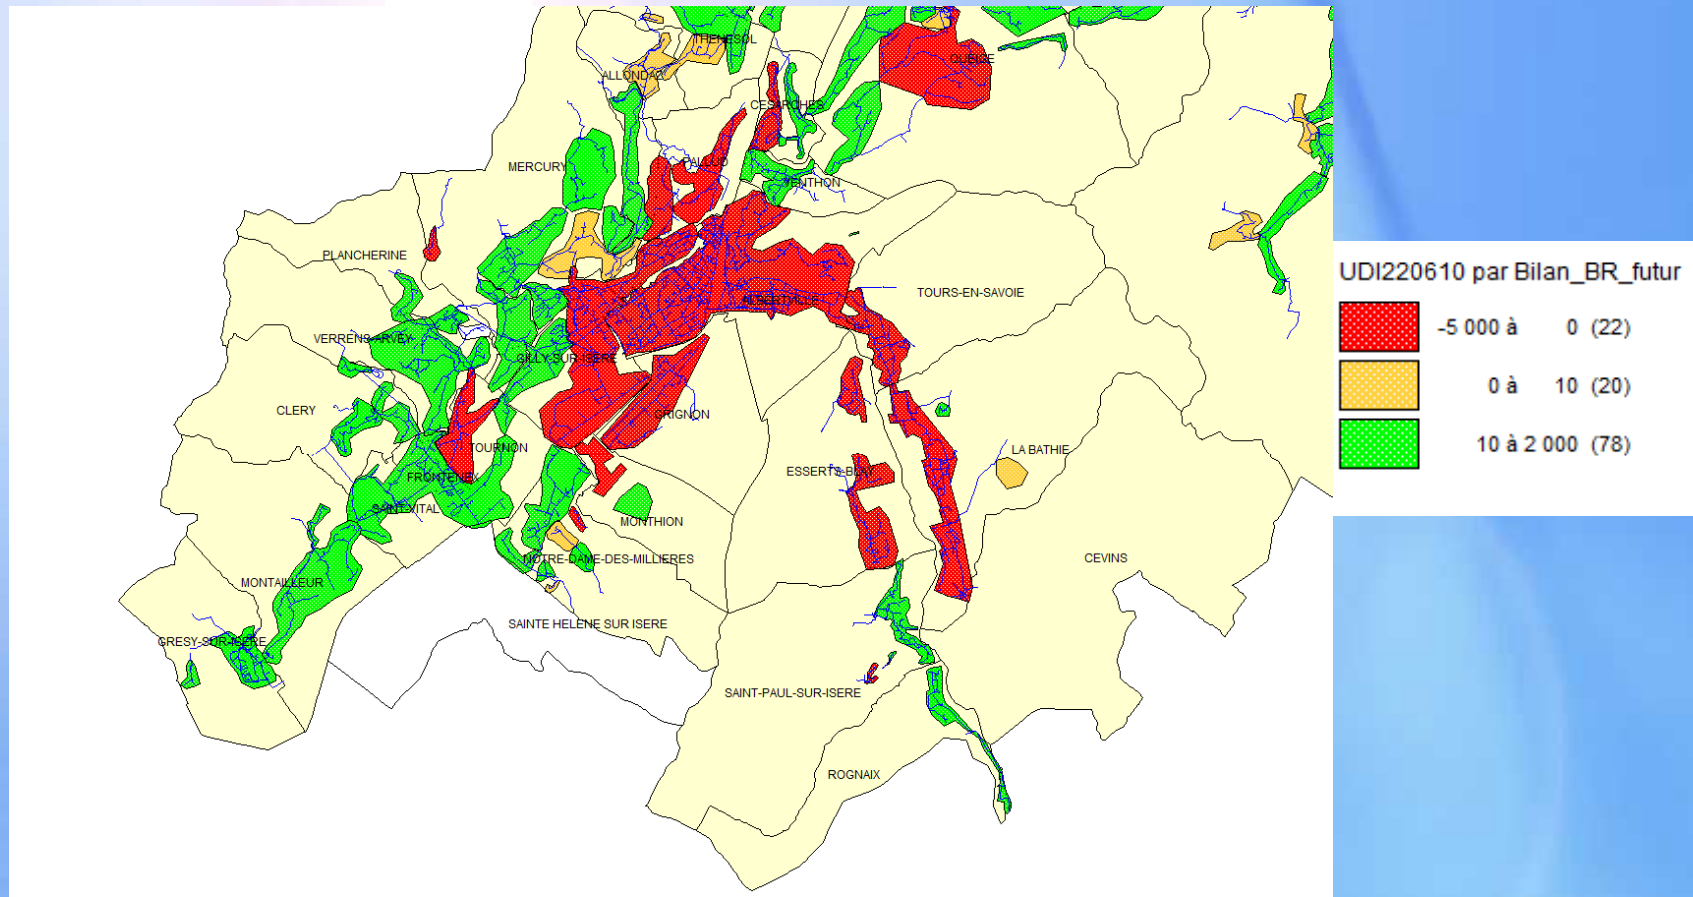 THENESOL
QUEIGE
ALLONDAZ
CESARCHES
PALLUD
MERCURY
VENTHON
PLANCHERINE
UDI220610 par Bilan_BR_futur
TOURS-EN-SAVOIE
ALBERTVILLE
-5 000 à 0 (22)
VERRENS-ARVEY
GILLY-SUR-ISERE
0 à 10 (20)
CLERY
GRIGNON
10 à 2 000 (78)
TOURNON
LA BATHIE
ESSERTS-BLAY
FRONTENEX
SAINT-VITAL
MONTHION
NOTRE-DAME-DES-MILLIERES
CEVINS
MONTAILLEUR
SAINTE HELENE SUR ISERE
GRESY-SUR-ISERE
SAINT-PAUL-SUR-ISERE
ROGNAIX